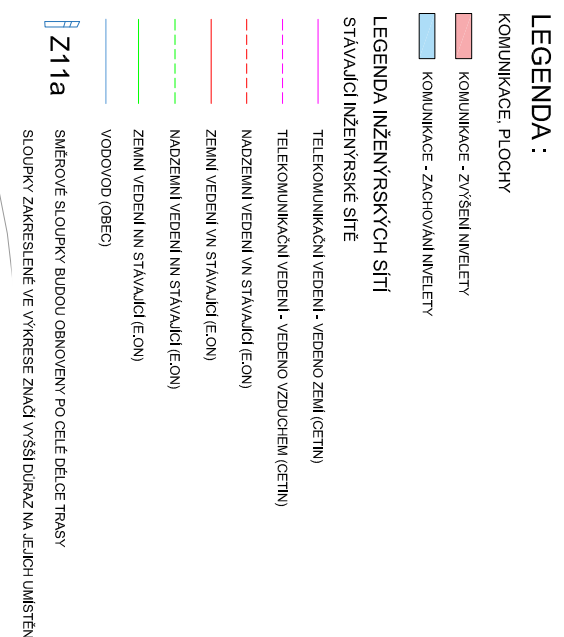 LEGENDA :
KOMUNIKACE, PLOCHY
KOMUNIKACE - ZVÝŠENÍ NIVELETY
KOMUNIKACE - ZACHOVÁNÍ NIVELETY
LEGENDA INŽENÝRSKÝCH SÍTÍ
STÁVAJÍCÍ INŽENÝRSKÉ SÍTĚ
TELEKOMUNIKAČNÍ VEDENÍ - VEDENO ZEMÍ (CETIN)
TELEKOMUNIKAČNÍ VEDENÍ - VEDENO VZDUCHEM (CETIN)
NADZEMNÍ VEDENÍ VN STÁVAJÍCÍ (E.ON)
ZEMNÍ VEDENÍ VN STÁVAJÍCÍ (E.ON)
NADZEMNÍ VEDENÍ NN STÁVAJÍCÍ (E.ON)
ZEMNÍ VEDENÍ NN STÁVAJÍCÍ (E.ON)
VODOVOD (OBEC)
Z11a SMĚROVÉ SLOUPKY BUDOU OBNOVENY PO CELÉ DÉLCE TRASY
SLOUPKY ZAKRESLENÉ VE VÝKRESE ZNAČÍ VYŠŠÍ DŮRAZ NA JEJICH UMÍSTĚN